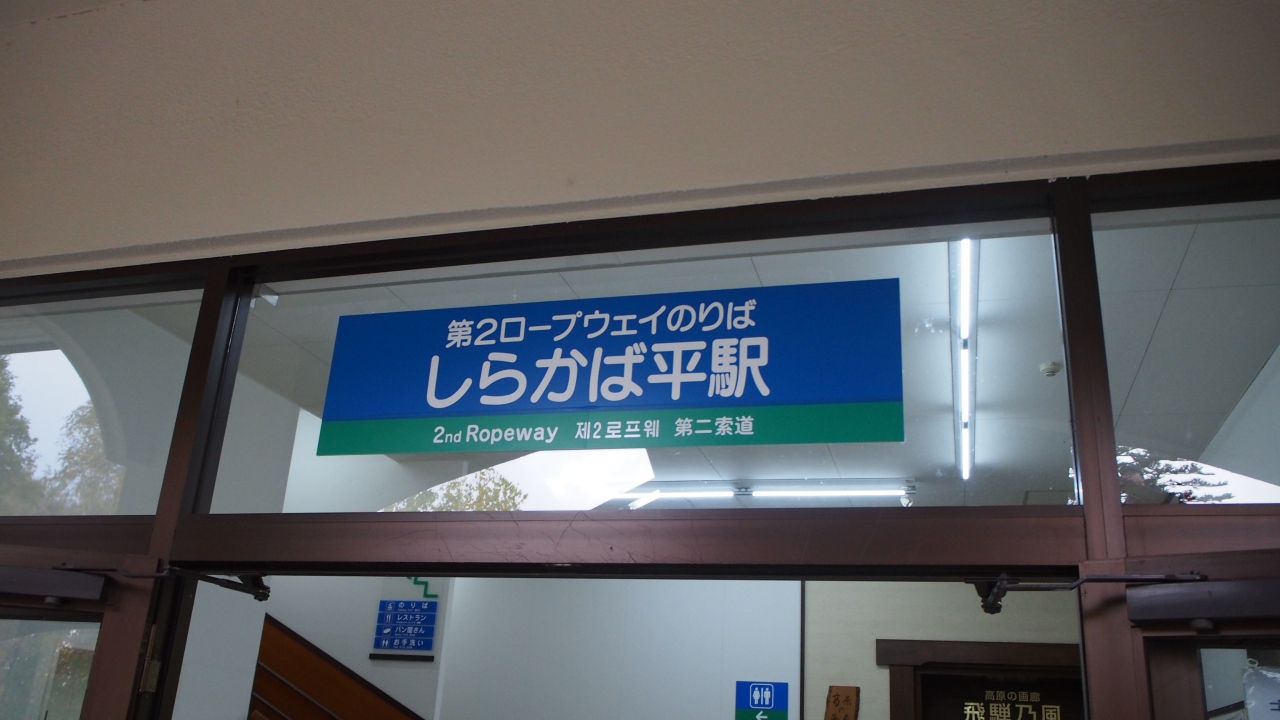 第2ロープウェイのりば
しらかば平駅
2nd Ropeway 제2로프웨 第二索道
のりば
レストラン
パン屋さん
お手洗い
高原の画廊
飛騨乃風